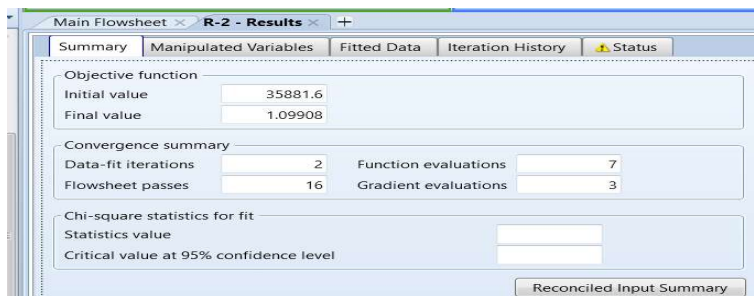 Main Flowsheet × R-2 - Results × +
Summary Manipulated Variables Fitted Data Iteration History Status
Objective function
Initial value 35881.6
Final value 1.09908
Convergence summary
Data-fit iterations 2 Function evaluations 7
Flowsheet passes 16 Gradient evaluations 3
Chi-square statistics for fit
Statistics value
Critical value at 95% confidence level
Reconciled Input Summary